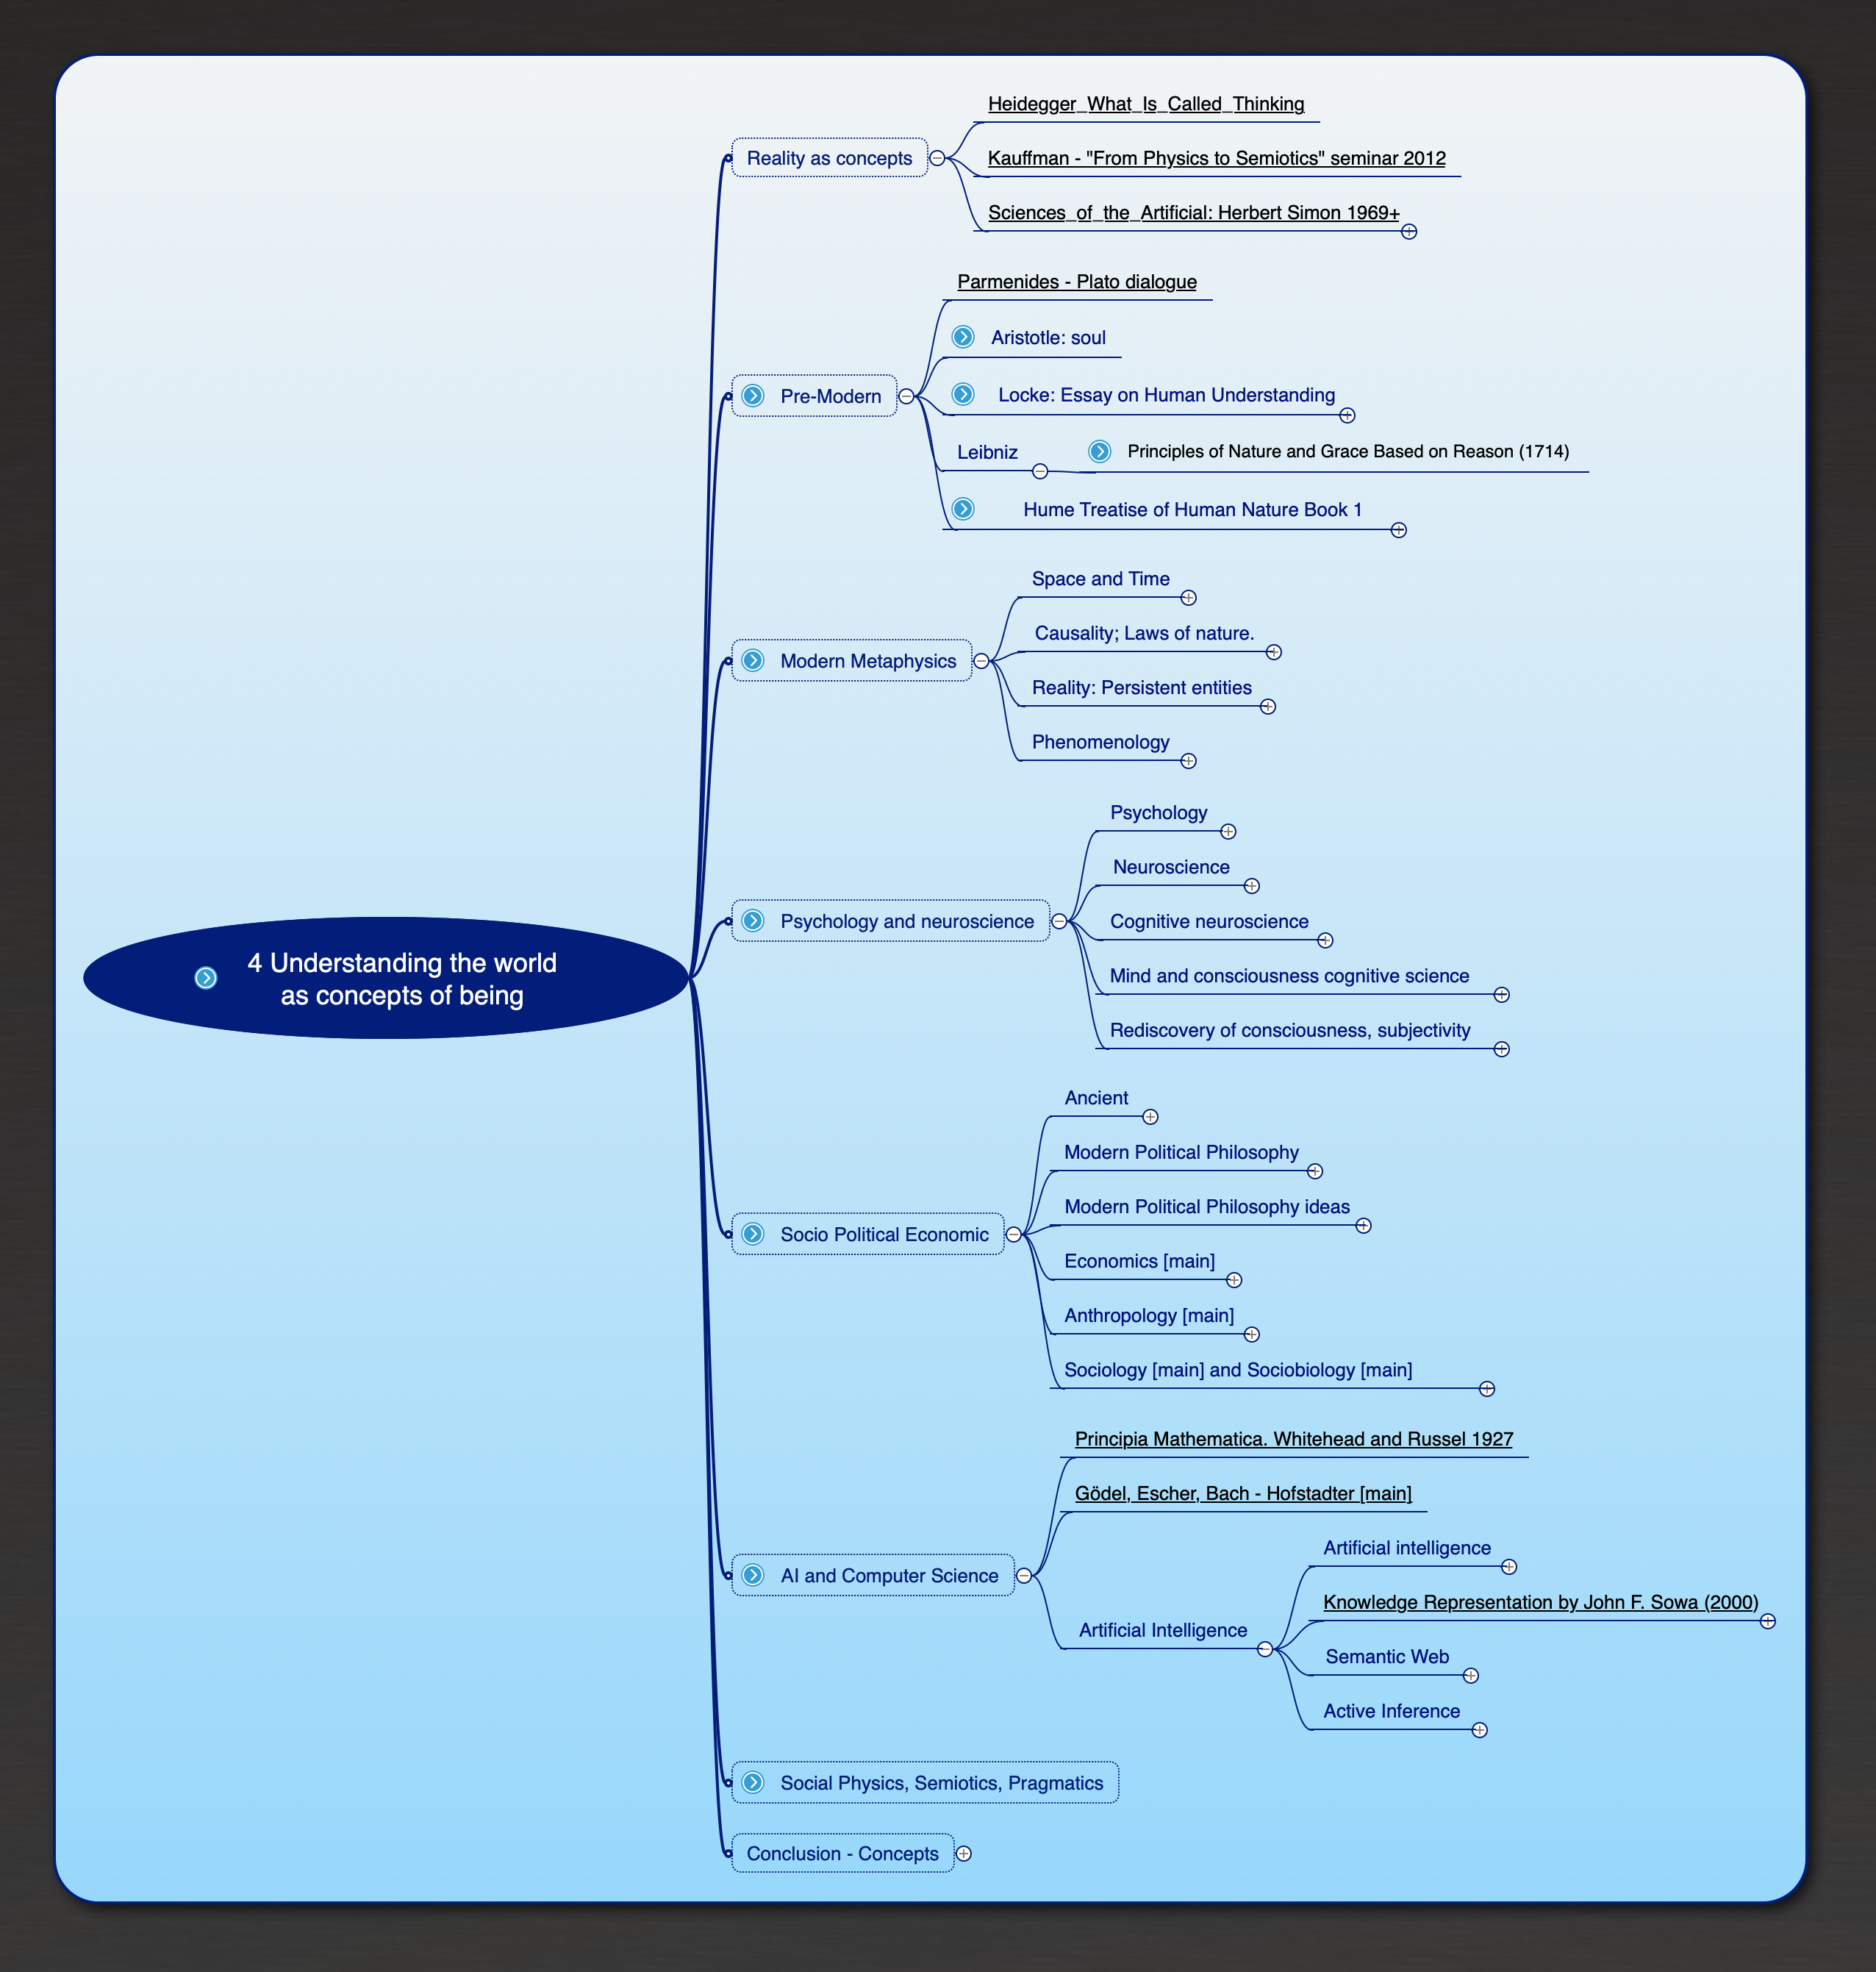 Heidegger_What_Is_Called_Thinking
Reality as concepts
Kauffman - "From Physics to Semiotics" seminar 2012
Sciences_of_the_Artificial: Herbert Simon 1969+
Parmenides - Plato dialogue
Aristotle: soul
Pre-Modern
Locke: Essay on Human Understanding
Leibniz
Principles of Nature and Grace Based on Reason (1714)
Hume Treatise of Human Nature Book 1
Space and Time
Causality; Laws of nature.
Modern Metaphysics
Reality: Persistent entities
Phenomenology
Psychology
Neuroscience
Psychology and neuroscience
Cognitive neuroscience
Mind and consciousness cognitive science
Rediscovery of consciousness, subjectivity
4 Understanding the world
as concepts of being
Ancient
Modern Political Philosophy
Modern Political Philosophy ideas
Socio Political Economic
Economics [main]
Anthropology [main]
Sociology [main] and Sociobiology [main]
Principia Mathematica. Whitehead and Russel 1927
Gödel, Escher, Bach - Hofstadter [main]
AI and Computer Science
Artificial Intelligence
Artificial intelligence
Knowledge Representation by John F. Sowa (2000)
Semantic Web
Active Inference
Social Physics, Semiotics, Pragmatics
Conclusion - Concepts